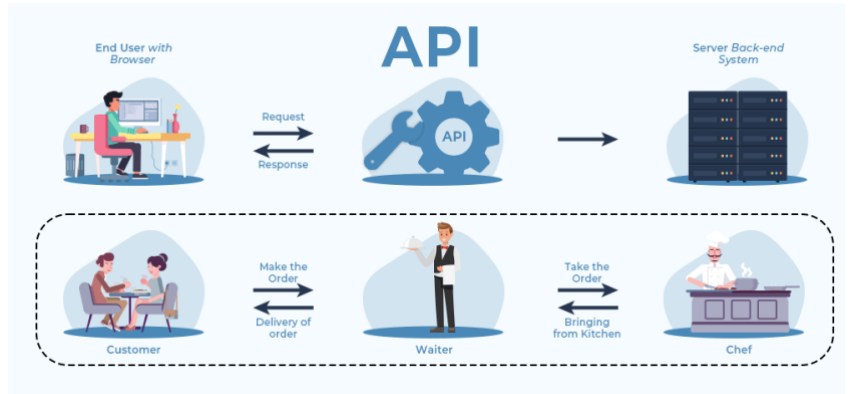 API
End User with
Browser
Server Back-end
System
Request
Response
API
Make the
Order
Delivery of
order
Take the
Order
Bringing
from Kitchen
Customer
Waiter
Chef